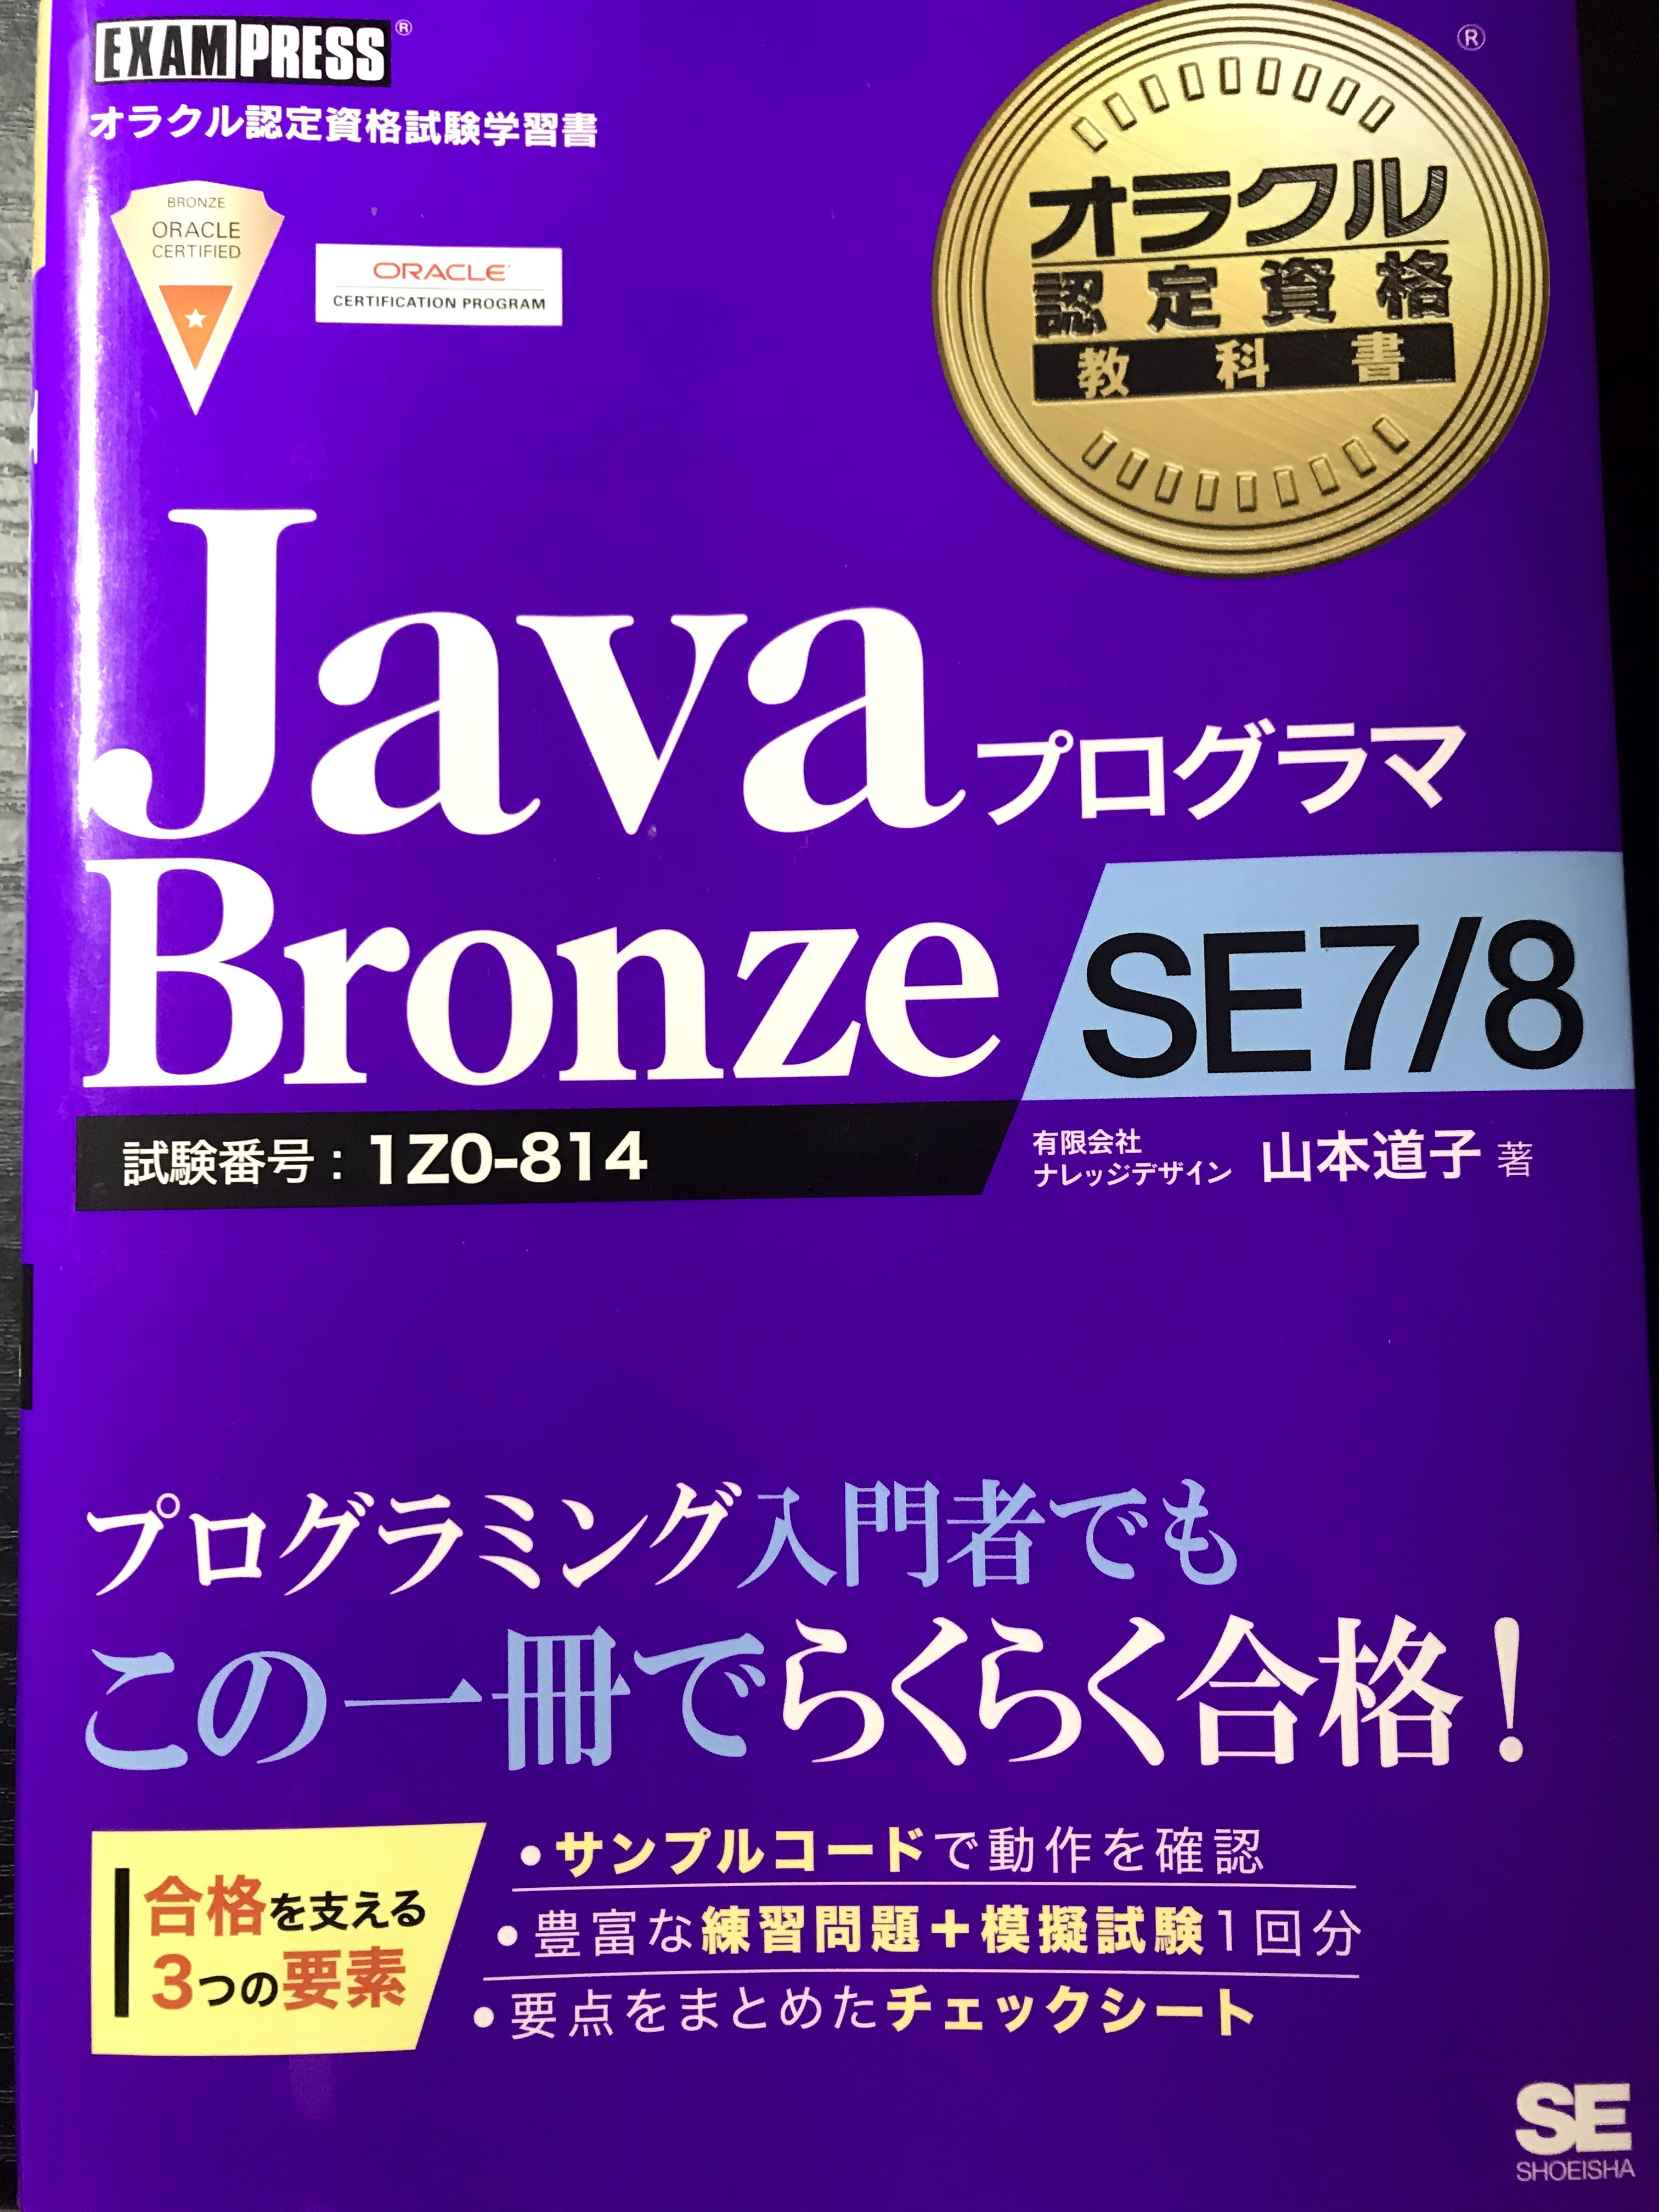 EXAMPRESS®
オラクル認定資格試験学習書
BRONZE
ORACLE
CERTIFIED
ORACLE
CERTIFICATION PROGRAM
®
オラクル
認定資格
教科書
Javaプログラマ
Bronze SE7/8
試験番号：1Z0-814
有限会社
ナレッジデザイン 山本道子 著
プログラミング入門者でも
この一冊でらくらく合格！
合格を支える
3つの要素
•サンプルコードで動作を確認
•豊富な練習問題＋模擬試験1回分
•要点をまとめたチェックシート
SE
SHOEISHA